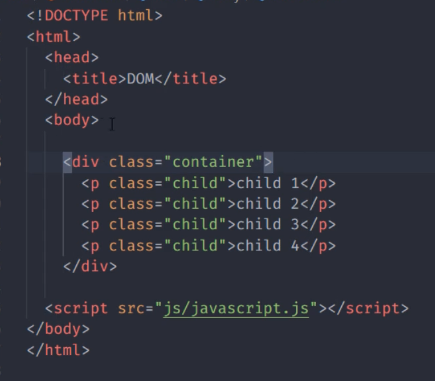 <!DOCTYPE html>
<html>
<head>
<title>DOM</title>
</head>
<body>
<div class="container">
<p class="child">child 1</p>
<p class="child">child 2</p>
<p class="child">child 3</p>
<p class="child">child 4</p>
</div>
<script src="js/javascript.js"></script>
</body>
</html>